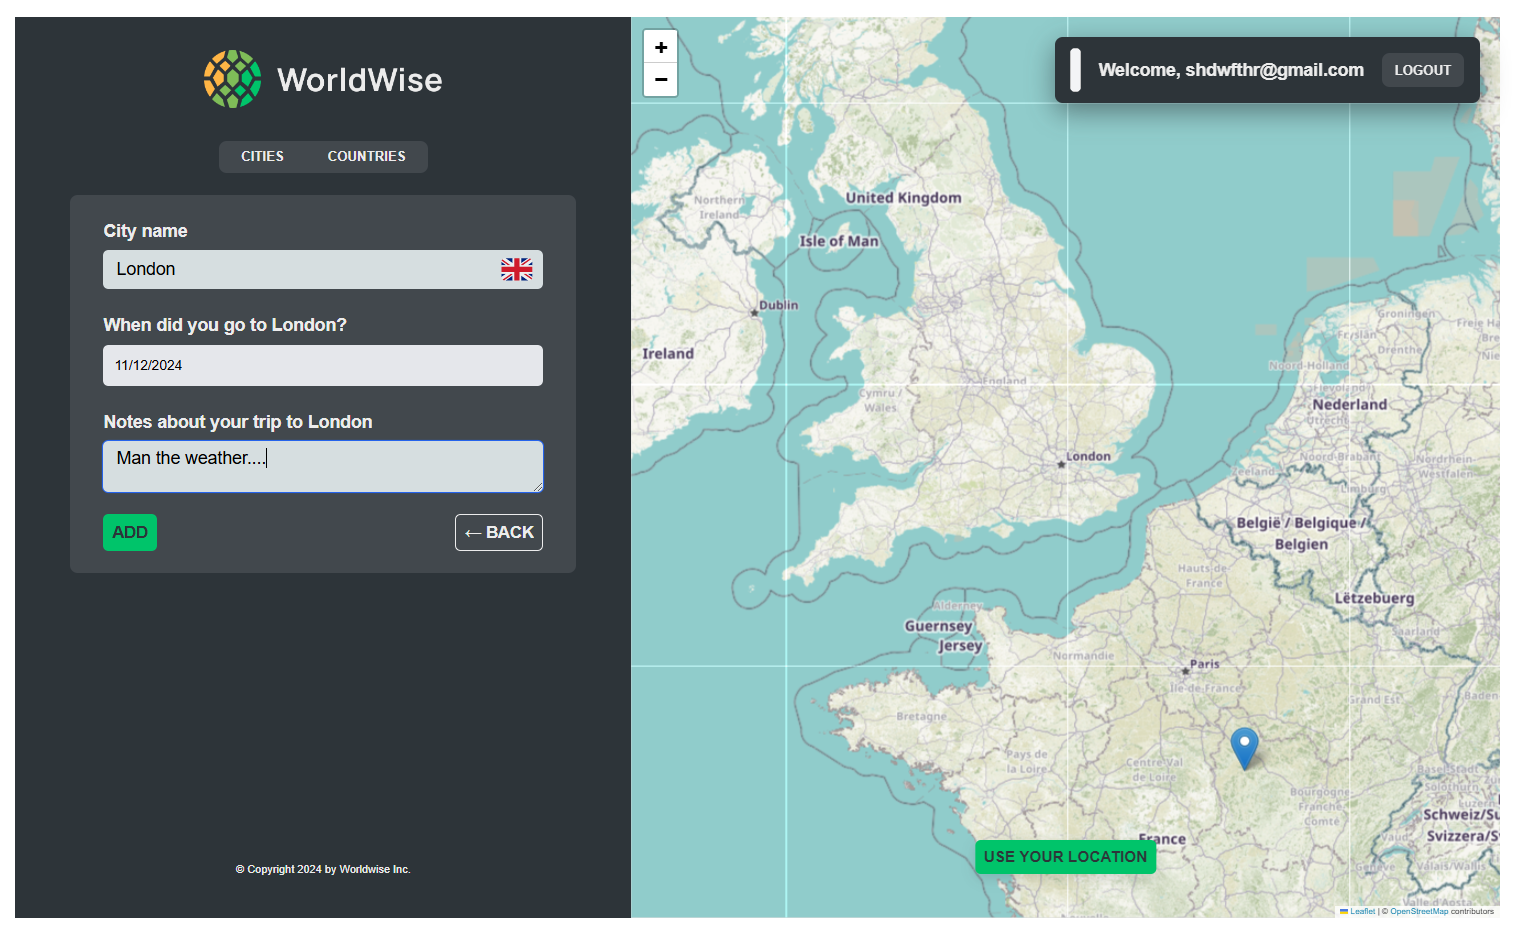 WorldWise
CITIES
COUNTRIES
City name
London
When did you go to London?
11/12/2024
Notes about your trip to London
Man the weather....
ADD
← BACK
© Copyright 2024 by Worldwise Inc.
+
−
Welcome, shdwfthr@gmail.com
LOGOUT
United Kingdom
Northern
Ireland
Isle of Man
Dublin
Ireland
England
Cymru /
Wales
London
Groningen
Fryslân
Drenthe
Noord-Holland
Flevoland
Nederland
Utrecht
Noord-Brabant
Zeeland
Limburg
Nordrhein-
Westfalen
België / Belgique /
Belgien
Hauts-de-
France
Lëtzebuerg
Saarland
Alderney
Guernsey
Jersey
Normandie
Paris
Île-de-France
Grand Est
Baden
Bretagne
Pays de
la Loire
Centre-Val
de Loire
Bourgogne
Franche
Comté
Basel-Stadt
Solothurn
Luzern
Schweiz/Su
Svizzera/S
Vaud
Genève
Valais/Wallis
Valle d'Aosta
France
USE YOUR LOCATION
Leaflet | © OpenStreetMap contributors